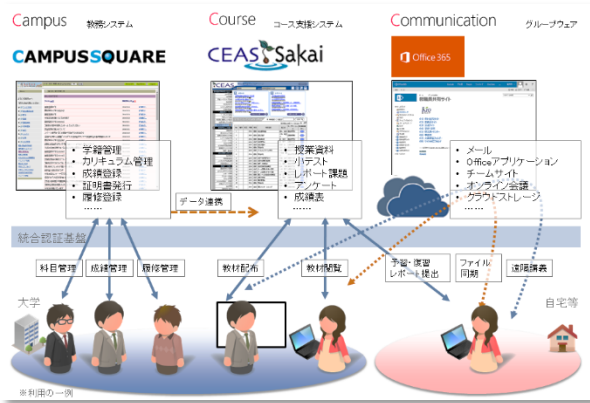 Campus 教務システム
Course コース支援システム
Communication グループウェア
CAMPUSSQUARE
CEAS Sakai
Office 365
CEAS
・学籍管理
・カリキュラム管理
・成績登録
・証明書発行
・履修登録
……
・授業資料
・小テスト
・レポート課題
・アンケート
・成績表
……
・メール
・Officeアプリケーション
・チームサイト
・オンライン会議
・クラウドストレージ
……
データ連携
統合認証基盤
科目管理
成績管理
履修管理
教材配布
教材閲覧
予習・復習
レポート提出
ファイル
同期
遠隔講義
大学
自宅等
※利用の一例